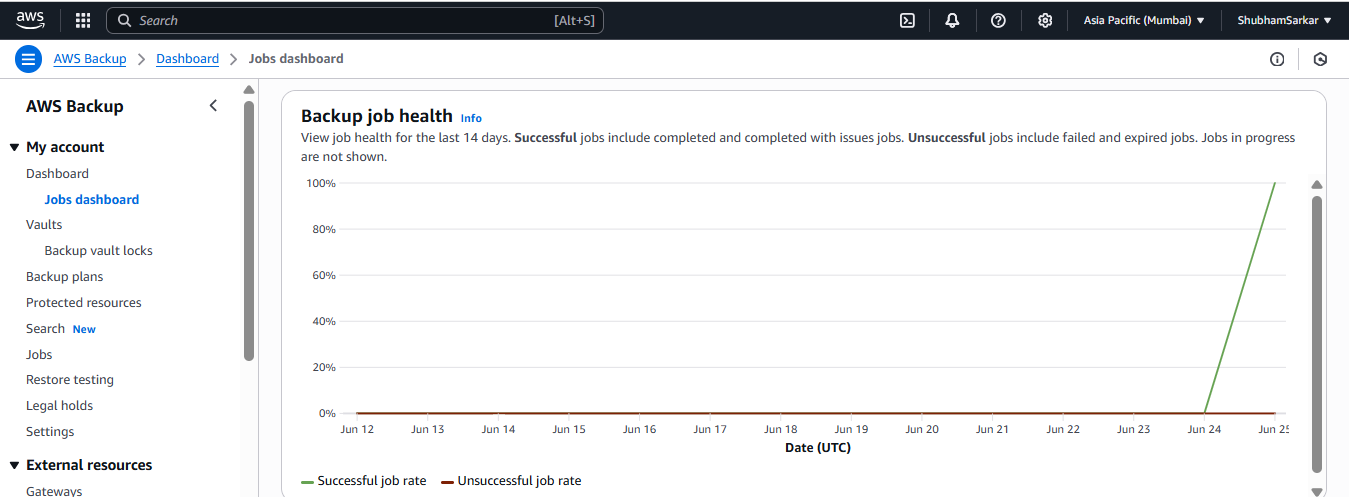 aws
Search
[Alt+S]
Asia Pacific (Mumbai)
ShubhamSarkar
AWS Backup
Dashboard
Jobs dashboard
AWS Backup
My account
Dashboard
Jobs dashboard
Vaults
Backup vault locks
Backup plans
Protected resources
Search New
Jobs
Restore testing
Legal holds
Settings
External resources
Gateways
Backup job health Info
View job health for the last 14 days. Successful jobs include completed and completed with issues jobs. Unsuccessful jobs include failed and expired jobs. Jobs in progress
are not shown.
100%
80%
60%
40%
20%
0%
Jun 12 Jun 13 Jun 14 Jun 15 Jun 16 Jun 17 Jun 18 Jun 19 Jun 20 Jun 21 Jun 22 Jun 23 Jun 24 Jun 25
Date (UTC)
Successful job rate Unsuccessful job rate